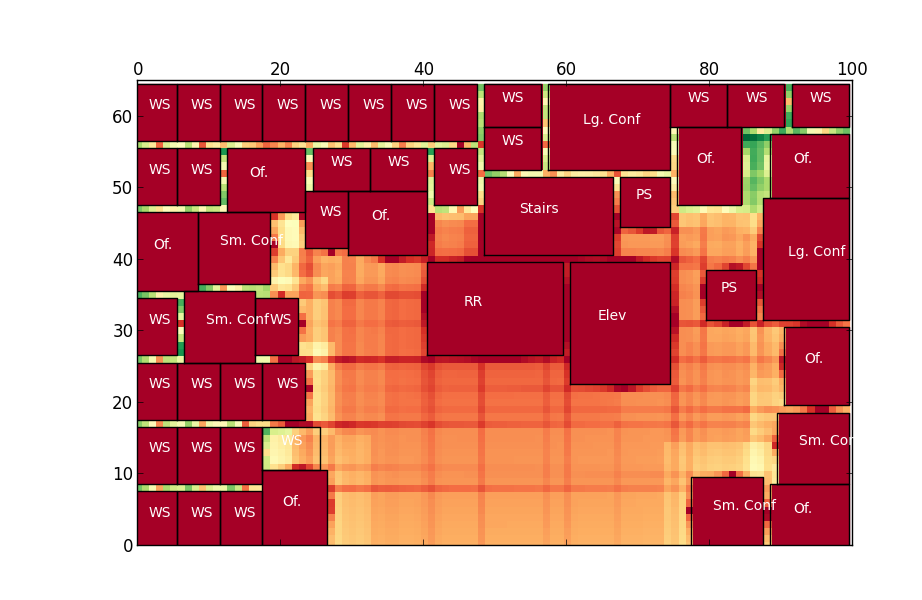 0 20 40 60 80 100
60
50
40
30
20
10
0
WS WS WS WS WS WS WS WS WS Lg. Conf WS WS WS
WS
WS WS Of. WS WS WS Of. Of.
WS Of. Stairs PS
Of. Sm. Conf Lg. Conf
RR Elev PS
WS Sm. Conf WS
Of.
WS WS WS WS
WS WS WS WS Sm. Con
WS WS WS Of. Sm. Conf Of.